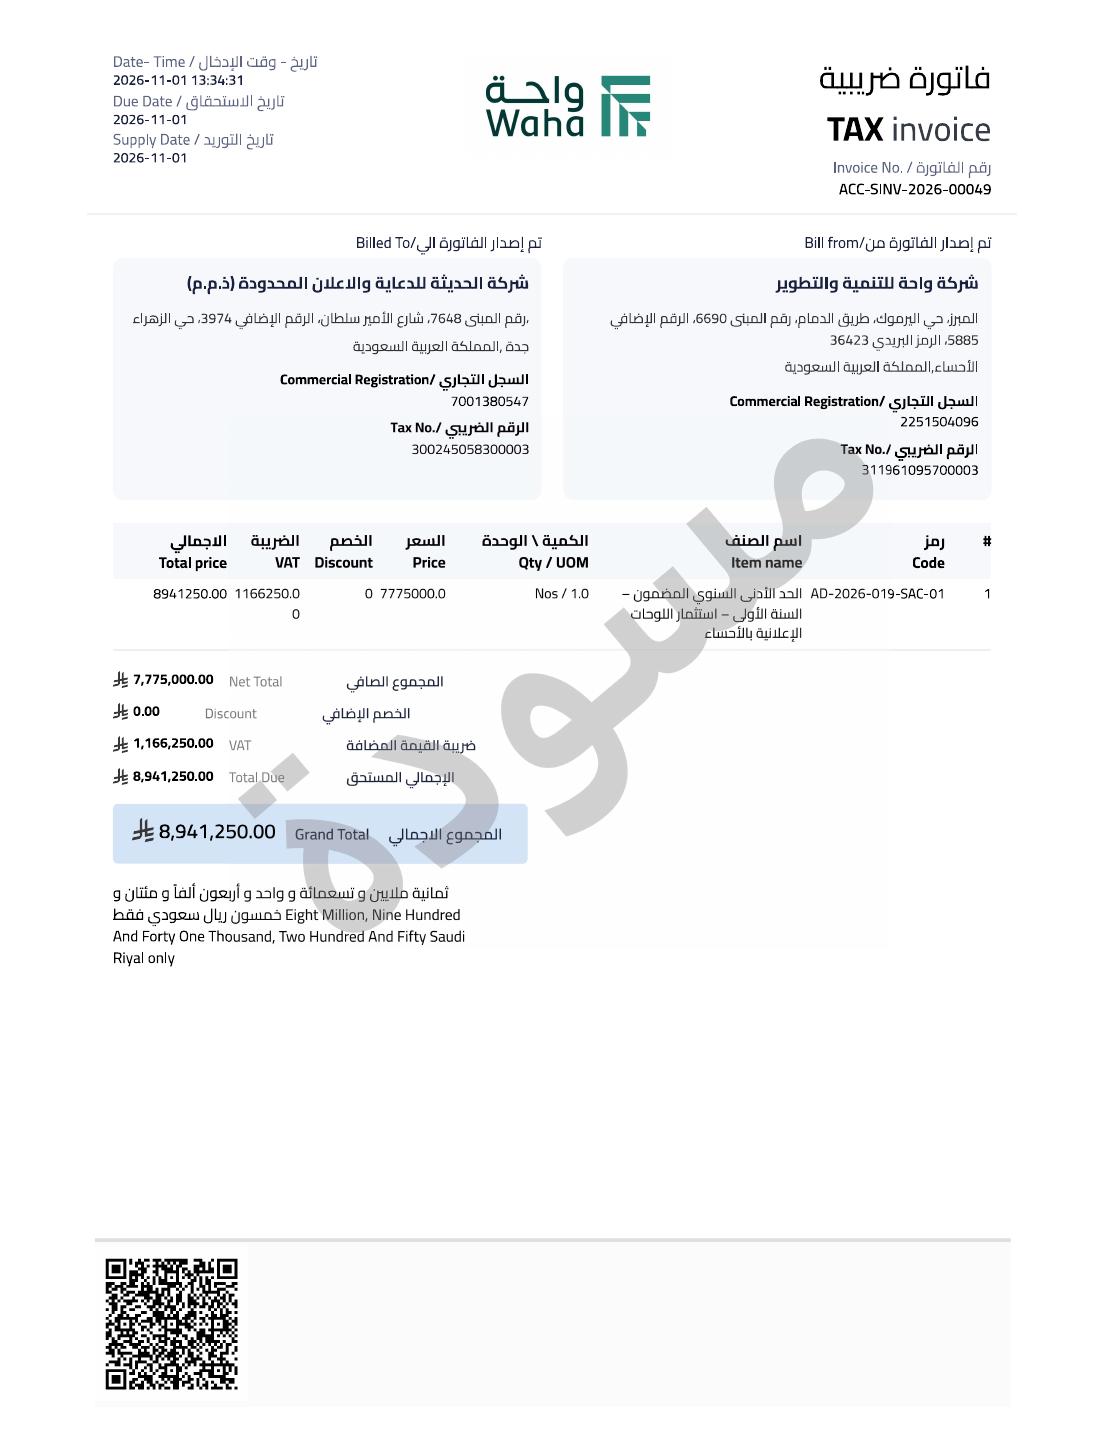 فاتورة ضريبية
TAX invoice
رقم الفاتورة / Invoice No.
ACC-SINV-2026-00049
واحة
Waha
تاريخ - وقت الإدخال / Date- Time
2026-11-01 13:34:31
تاريخ الاستحقاق / Due Date
2026-11-01
تاريخ التوريد / Supply Date
2026-11-01
تم إصدار الفاتورة من/Bill from
شركة واحة للتنمية والتطوير
المبرز، حي اليرموك، طريق الدمام، رقم المبنى 6690، الرقم الإضافي
5885، الرمز البريدي 36423
الأحساء,المملكة العربية السعودية
السجل التجاري /Commercial Registration
2251504096
الرقم الضريبي /.Tax No
311961095700003
تم إصدار الفاتورة الي/Billed To
شركة الحديثة للدعاية والاعلان المحدودة (ذ.م.م)
,رقم المبنى 7648، شارع الأمير سلطان، الرقم الإضافي 3974، حي الزهراء
جدة ,المملكة العربية السعودية
السجل التجاري /Commercial Registration
7001380547
الرقم الضريبي /.Tax No
300245058300003
# رمز اسم الصنف الكمية \ الوحدة السعر الخصم الضريبة الاجمالي
Code Item name Qty / UOM Price Discount VAT Total price
1 AD-2026-019-SAC-01 الحد الأدنى السنوي المضمون – Nos / 1.0 7775000.0 0 1166250.0 8941250.00
السنة الأولى – استثمار اللوحات 0
الإعلانية بالأحساء
المجموع الصافي Net Total 7,775,000.00
الخصم الإضافي Discount 0.00
ضريبة القيمة المضافة VAT 1,166,250.00
الإجمالي المستحق Total Due 8,941,250.00
المجموع الاجمالي Grand Total 8,941,250.00
ثمانية ملايين و تسعمائة و واحد و أربعون ألفاً و مئتان و
خمسون ريال سعودي فقط Eight Million, Nine Hundred
And Forty One Thousand, Two Hundred And Fifty Saudi
Riyal only
مسودة